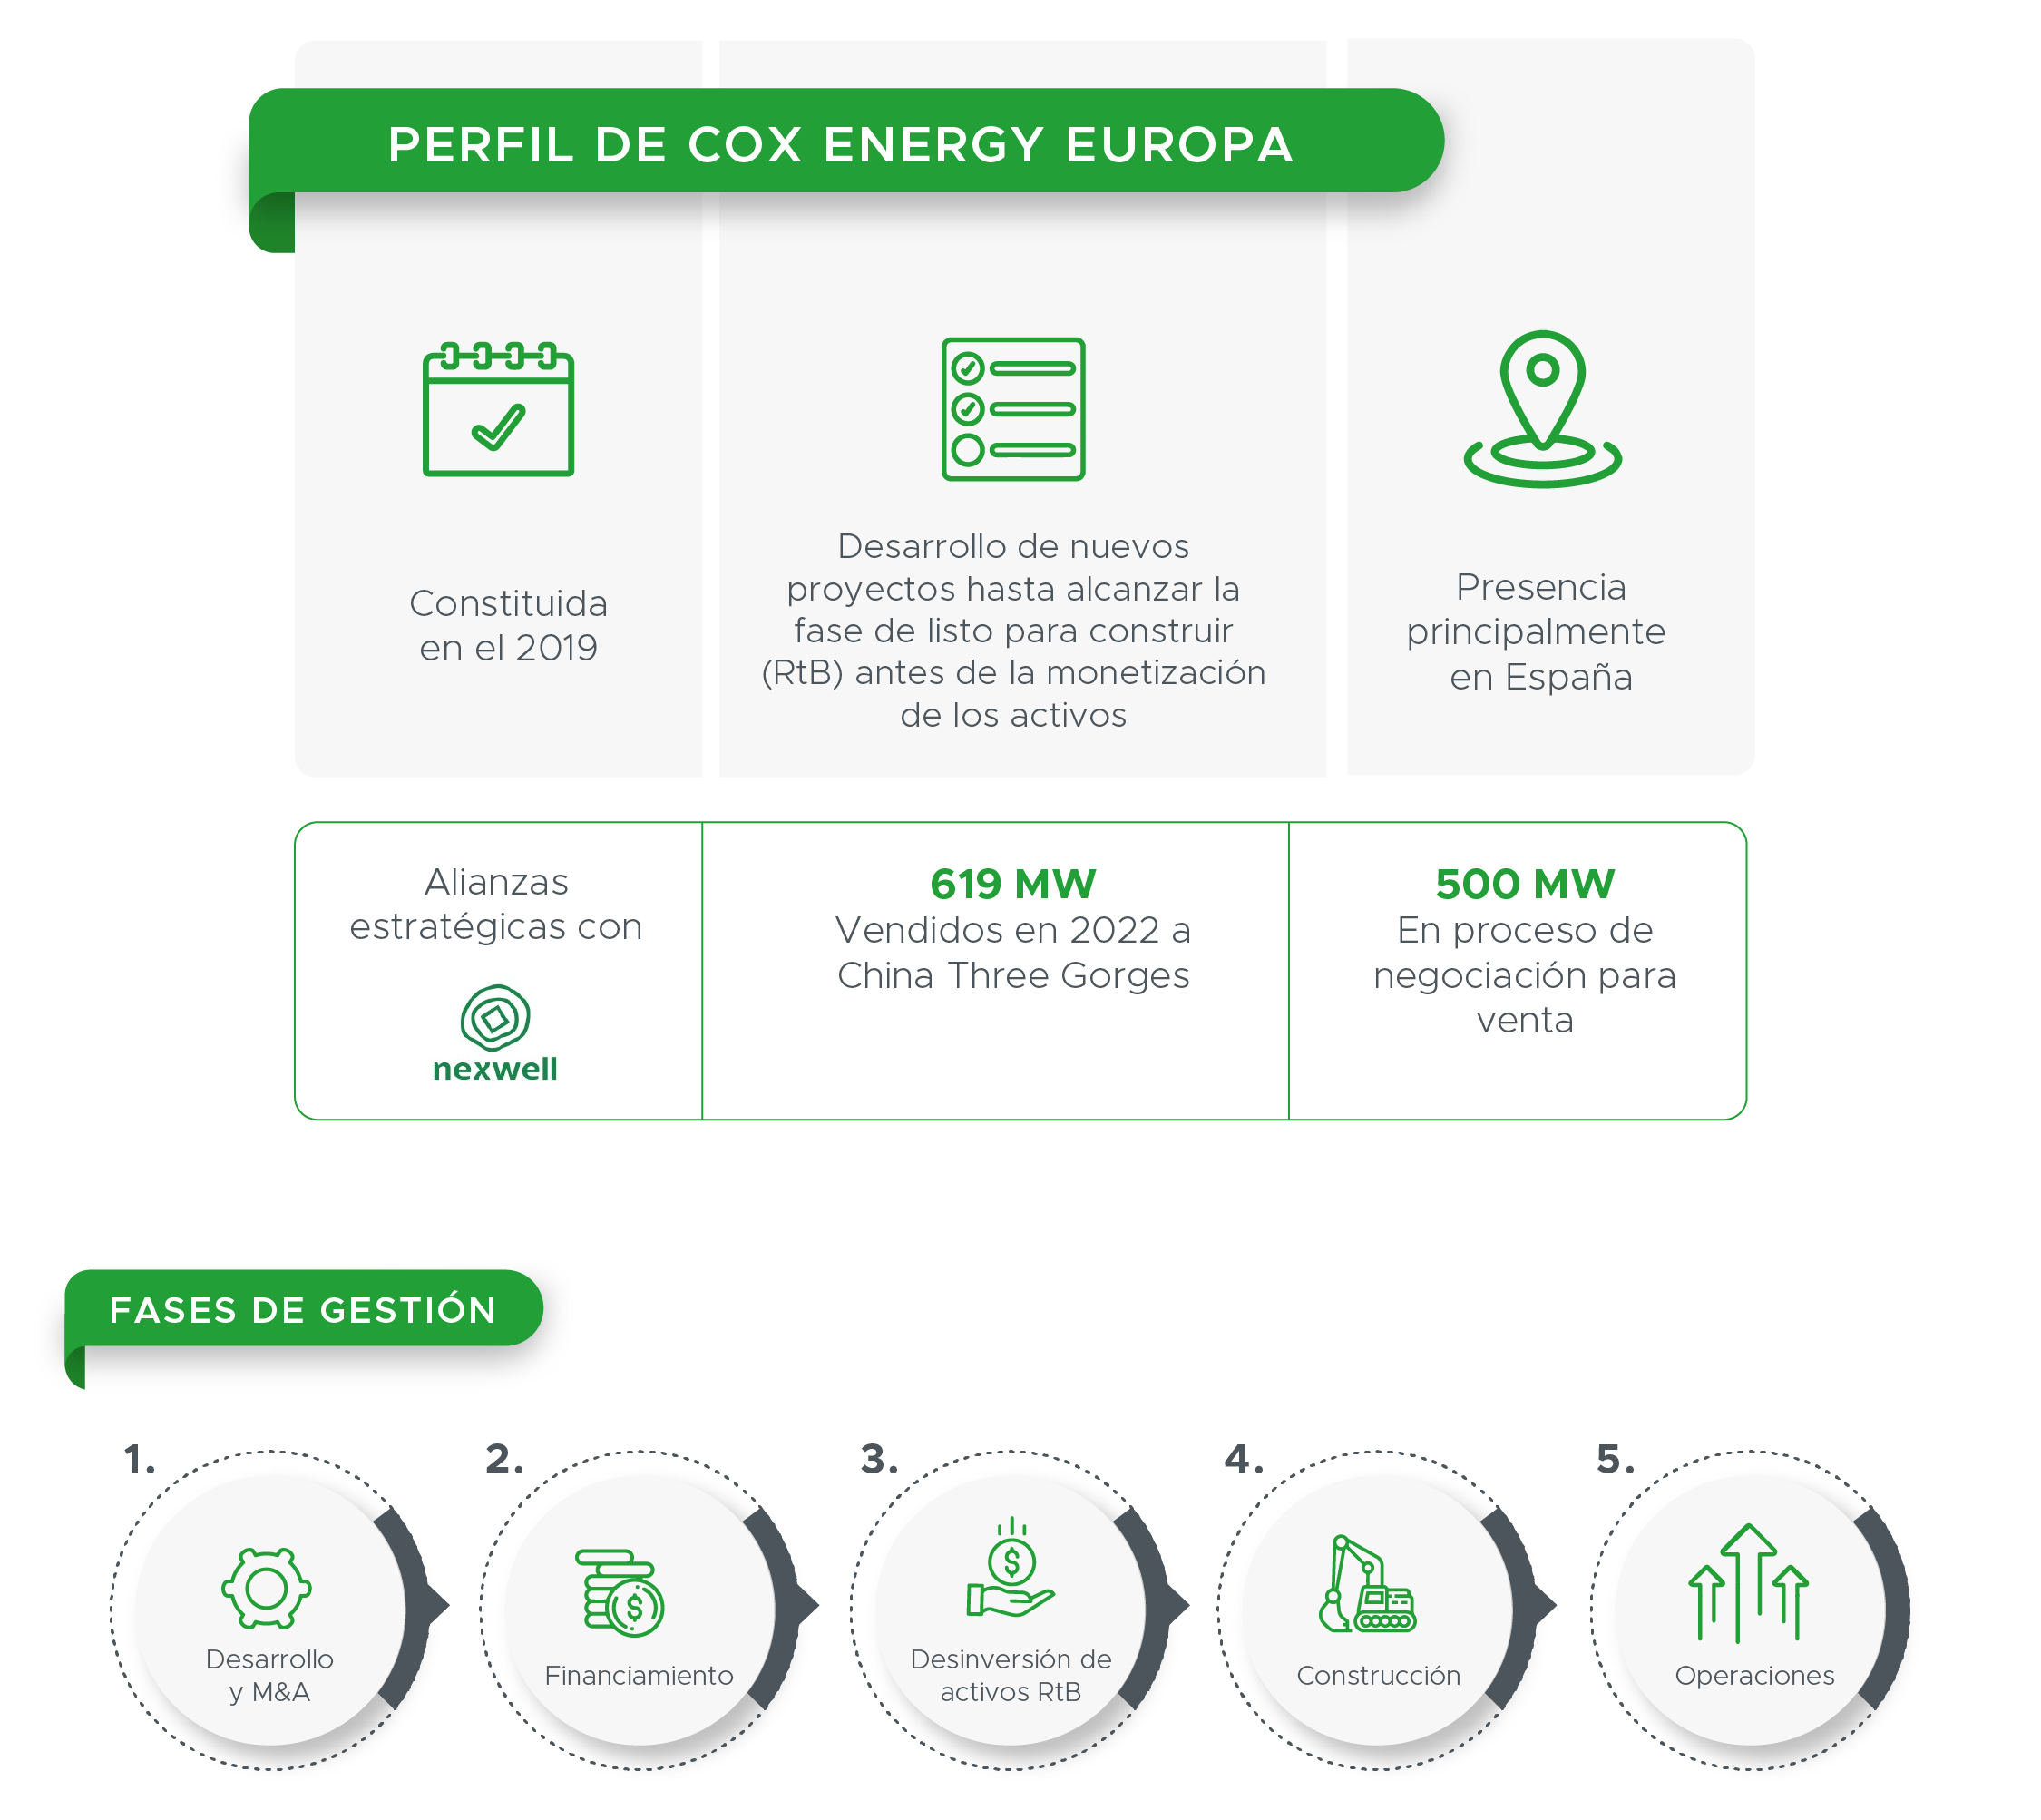 PERFIL DE COX ENERGY EUROPA
Constituida
en el 2019
Desarrollo de nuevos
proyectos hasta alcanzar la
fase de listo para construir
(RtB) antes de la monetización
de los activos
Presencia
principalmente
en España
Alianzas
estratégicas con
nexwell
619 MW
Vendidos en 2022 a
China Three Gorges
500 MW
En proceso de
negociación para
venta
FASES DE GESTIÓN
1.
Desarrollo
y M&A
2.
Financiamiento
3.
Desinversión de
activos RtB
4.
Construcción
5.
Operaciones